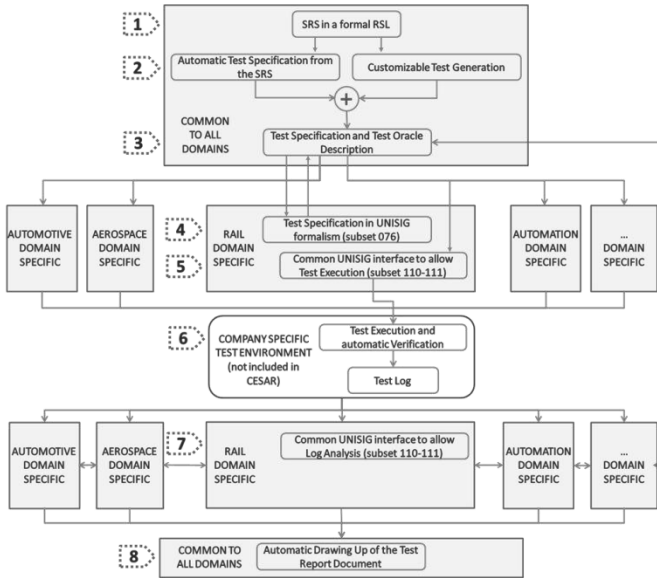 1
SRS in a formal RSL
2
Automatic Test Specification from
the SRS
Customizable Test Generation
+
COMMON
TO ALL
DOMAINS
3
Test Specification and Test Oracle
Description
AUTOMOTIVE
DOMAIN
SPECIFIC
AEROSPACE
DOMAIN
SPECIFIC
4
5
RAIL
DOMAIN
SPECIFIC
Test Specification in UNISIG
formalism (subset 076)
Common UNISIG interface to allow
Test Execution (subset 110-111)
AUTOMATION
DOMAIN
SPECIFIC
...
DOMAIN
SPECIFIC
6
COMPANY SPECIFIC
TEST ENVIRONMENT
(not included in
CESAR)
Test Execution and
automatic Verification
Test Log
AUTOMOTIVE
DOMAIN
SPECIFIC
AEROSPACE
DOMAIN
SPECIFIC
7
RAIL
DOMAIN
SPECIFIC
Common UNISIG interface to allow
Log Analysis (subset 110-111)
AUTOMATION
DOMAIN
SPECIFIC
...
DOMAIN
SPECIFIC
8
COMMON TO
ALL DOMAINS
Automatic Drawing Up of the Test
Report Document